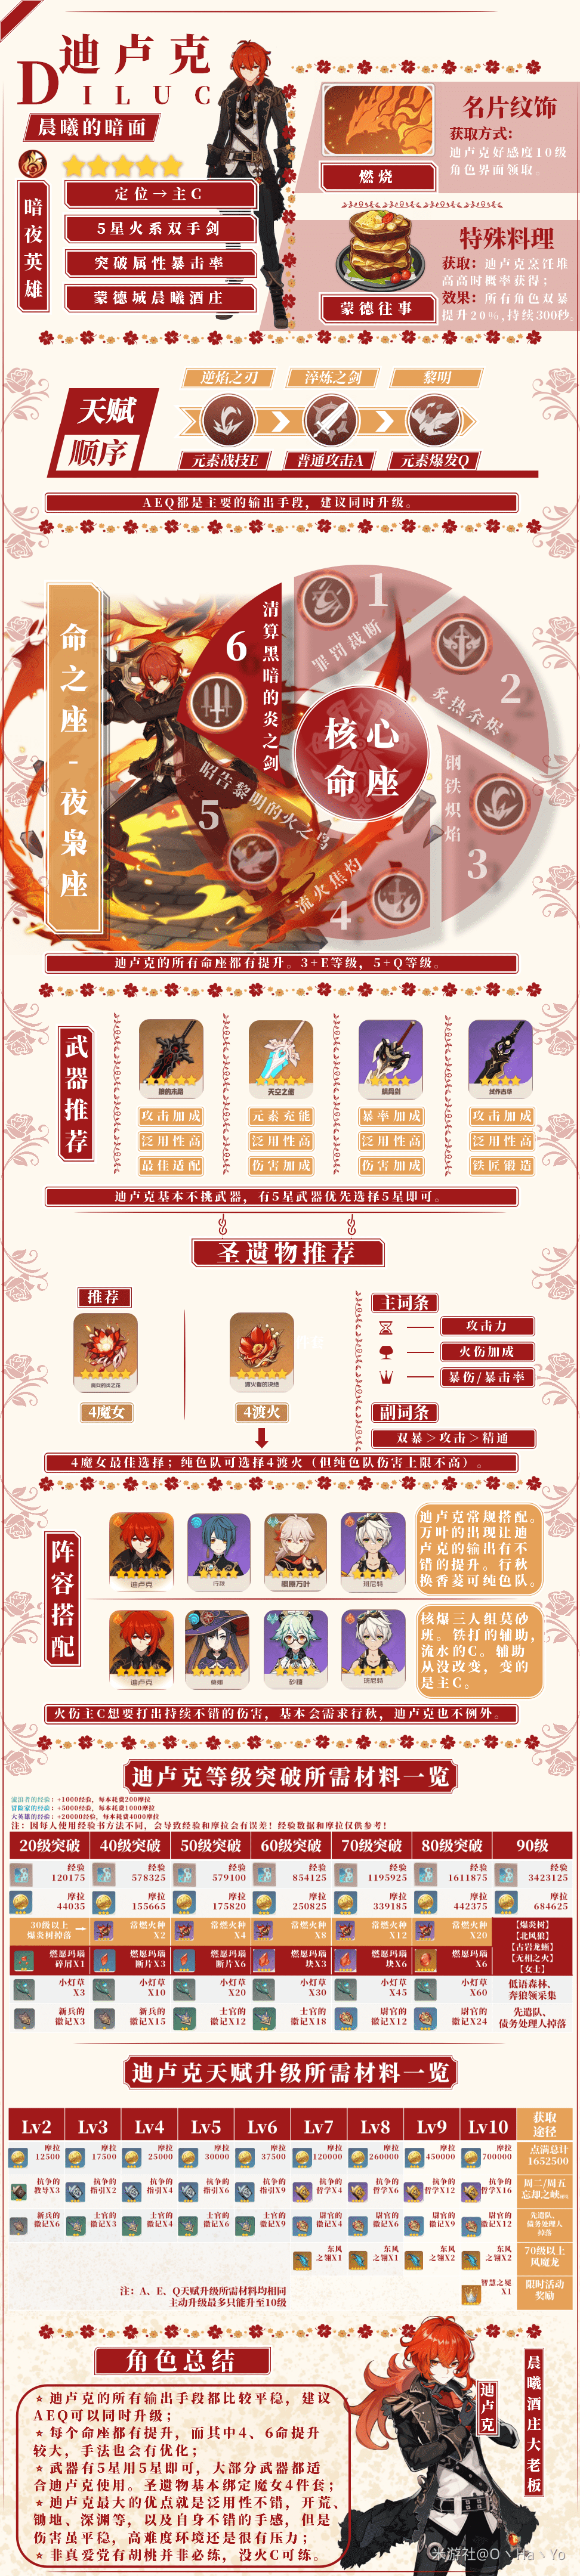 迪卢克
DILUC
晨曦的暗面
暗夜英雄
定位→主C
5星火系双手剑
突破属性暴击率
蒙德城晨曦酒庄
名片纹饰
获取方式:
迪卢克好感度10级
角色界面领取。
燃烧
特殊料理
获取: 迪卢克烹饪堆
高高时概率获得;
效果: 所有角色双暴
提升20%,持续300秒。
蒙德往事
天赋
顺序
逆焰之刃
淬炼之剑
黎明
元素战技E
普通攻击A
元素爆发Q
AEQ都是主要的输出手段, 建议同时升级。
命之座-夜枭座
核心
命座
1
罪罚裁断
2
炙热余烬
3
钢铁炽焰
4
流火焦灼
5
昭告黎明的火之鸟
6
清算黑暗的炎之剑
迪卢克的所有命座都有提升。3+E等级, 5+Q等级。
武器推荐
狼的末路
天空之傲
螭骨剑
试作古华
攻击加成
元素充能
暴率加成
攻击加成
泛用性高
泛用性高
泛用性高
泛用性高
最佳适配
伤害加成
伤害加成
铁匠锻造
迪卢克基本不挑武器, 有5星武器优先选择5星即可。
圣遗物推荐
推荐
4魔女
4渡火
主词条
攻击力
火伤加成
暴伤/暴击率
副词条
双暴>攻击>精通
4魔女最佳选择; 纯色队可选择4渡火 (但纯色队伤害上限不高) 。
阵容搭配
迪卢克
行秋
枫原万叶
班尼特
迪卢克常规搭配。
万叶的出现让迪
卢克的输出有不
错的提升。行秋
换香菱可纯色队。
迪卢克
莫娜
砂糖
班尼特
核爆三人组莫砂
班。铁打的辅助,
流水的C。辅助
从没改变, 变的
是主C。
火伤主C想要打出持续不错的伤害, 基本会需求行秋, 迪卢克也不例外。
迪卢克等级突破所需材料一览
流浪者的经验: +1000经验, 每本耗费200摩拉
冒险家的经验: +5000经验, 每本耗费1000摩拉
大英雄的经验: +20000经验, 每本耗费4000摩拉
注: 因每人使用经验书方法不同, 会导致经验和摩拉会有误差! 经验数据和摩拉仅供参考!
20级突破 40级突破 50级突破 60级突破 70级突破 80级突破 90级
经验 经验 经验 经验 经验 经验 经验
120175 578325 579100 854125 1195925 1611875 3423125
摩拉 摩拉 摩拉 摩拉 摩拉 摩拉 摩拉
44035 155665 175820 250825 339185 442375 684625
30级以上
爆炎树掉落
常燃火种 常燃火种 常燃火种 常燃火种 常燃火种
X2 X4 X8 X12 X20
【爆炎树】
【北风狼】
【古岩龙蜥】
【无相之火】
【女士】
燃愿玛瑙 燃愿玛瑙 燃愿玛瑙 燃愿玛瑙 燃愿玛瑙 燃愿玛瑙
碎屑X1 断片X3 断片X6 块X3 块X6 X6
小灯草 小灯草 小灯草 小灯草 小灯草 小灯草
X3 X10 X20 X30 X45 X60
低语森林、
奔狼领采集
新兵的 新兵的 士官的 士官的 尉官的 尉官的
徽记X3 徽记X15 徽记X12 徽记X18 徽记X12 徽记X24
先遣队、
债务处理人掉落
迪卢克天赋升级所需材料一览
Lv2 Lv3 Lv4 Lv5 Lv6 Lv7 Lv8 Lv9 Lv10 获取
途径
摩拉 摩拉 摩拉 摩拉 摩拉 摩拉 摩拉 摩拉 摩拉
12500 17500 25000 30000 37500 120000 260000 450000 700000
点满总计
1652500
抗争的 抗争的 抗争的 抗争的 抗争的 抗争的 抗争的 抗争的 抗争的
教导X3 指引X2 指引X4 指引X6 指引X9 哲学X4 哲学X6 哲学X12 哲学X16
周二/周五
忘却之峡
新兵的 士官的 士官的 士官的 士官的 尉官的 尉官的 尉官的 尉官的
徽记X6 徽记X3 徽记X4 徽记X6 徽记X9 徽记X4 徽记X6 徽记X9 徽记X12
先遣队、
债务处理人
掉落
东风 东风 东风 东风
之翎X1 之翎X1 之翎X2 之翎X2
70级以上
风魔龙
智慧之冕
X1
限时活动
奖励
注: A、E、Q天赋升级所需材料均相同
主动升级最多只能升至10级
角色总结
☆ 迪卢克的所有输出手段都比较平稳, 建议
AEQ可以同时升级;
☆ 每个命座都有提升, 而其中4、6命提升
较大, 手法也会有优化;
☆ 武器有5星用5星即可, 大部分武器都适
合迪卢克使用。圣遗物基本绑定魔女4件套;
☆ 迪卢克最大的优点就是泛用性不错, 开荒、
锄地、深渊等, 以及自身不错的手感, 但是
伤害虽平稳, 高难度环境还是很有压力;
☆ 非真爱党有胡桃并非必练, 没火C可练。
迪卢克
晨曦酒庄大老板
米游社@O丶Ha丶Yo